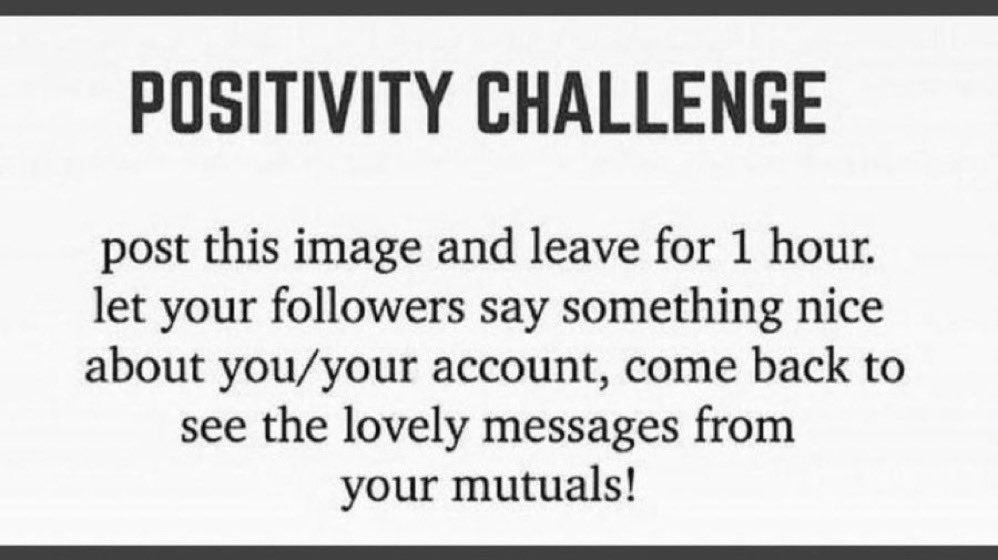 POSITIVITY CHALLENGE
post this image and leave for 1 hour.
let your followers say something nice
about you/your account, come back to
see the lovely messages from
your mutuals!